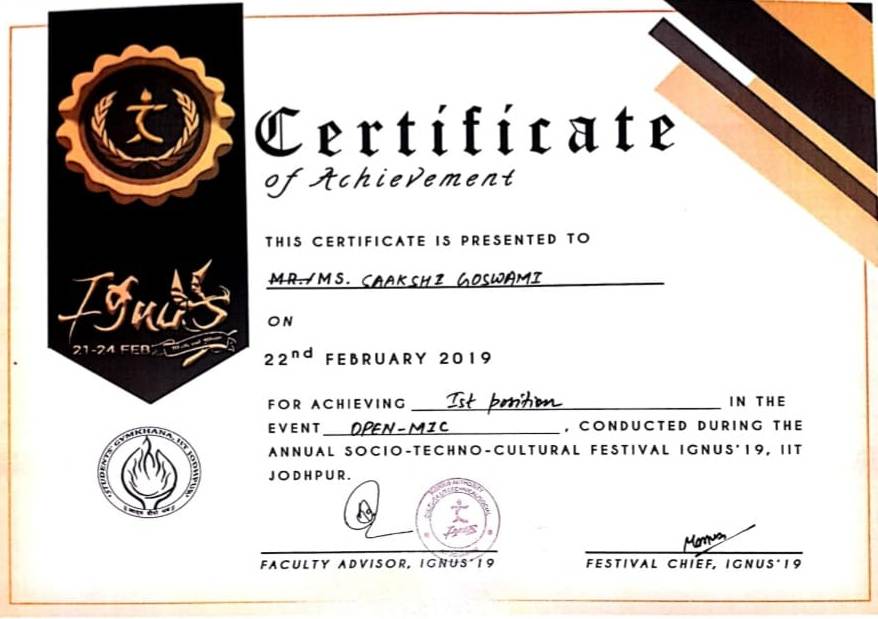 Certificate
of Achievement
THIS CERTIFICATE IS PRESENTED TO
MR./MS. SAAKSHI GOSWAMI
ON
22nd FEBRUARY 2019
FOR ACHIEVING Ist position IN THE
EVENT OPEN-MIC, CONDUCTED DURING THE
ANNUAL SOCIO-TECHNO-CULTURAL FESTIVAL IGNUS'19, IIT
JODHPUR.
FACULTY ADVISOR, IGNUS'19
FESTIVAL CHIEF, IGNUS'19
Ignus
21-24 FEB
STUDENTS' GYMKHANA, IIT JODHPUR
Ignus